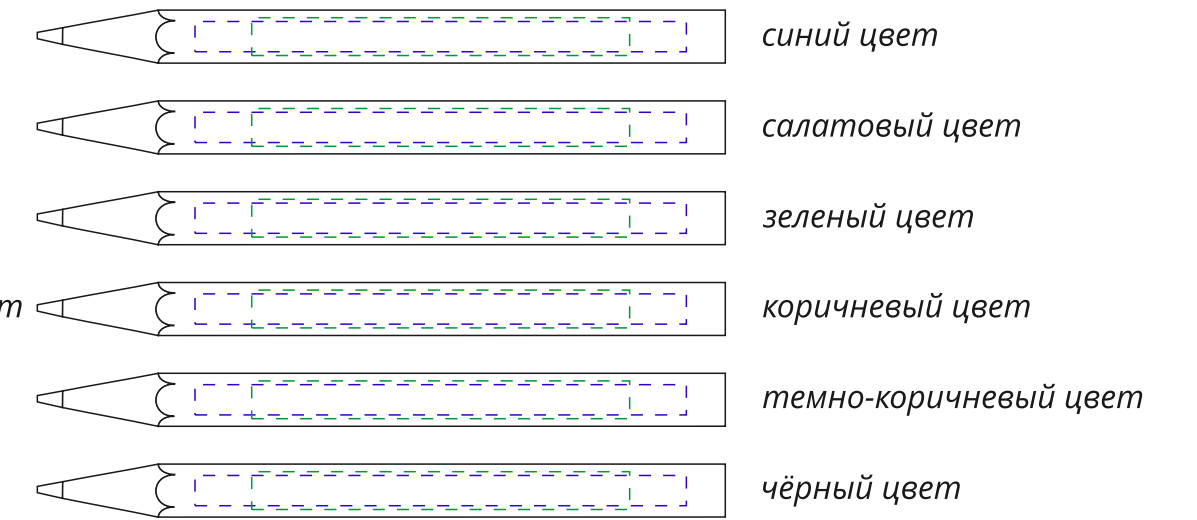 синий цвет
салатовый цвет
зеленый цвет
т коричневый цвет
темно-коричневый цвет
чёрный цвет